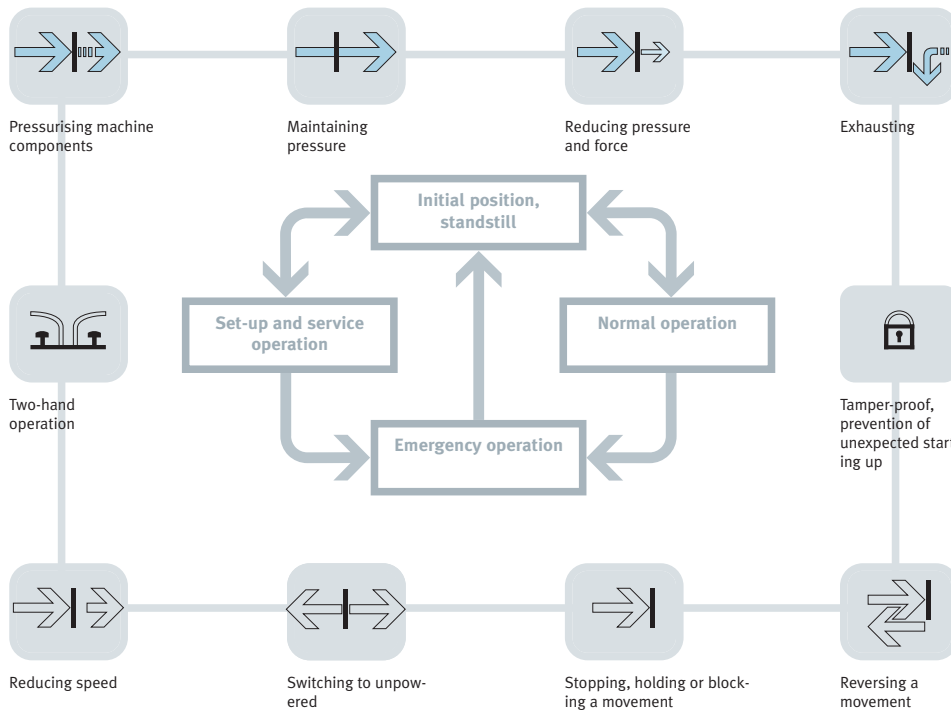 Pressurising machine
components
Maintaining
pressure
Reducing pressure
and force
Exhausting
Initial position,
standstill
Set-up and service
operation
Normal operation
Two-hand
operation
Tamper-proof,
prevention of
unexpected start
ing up
Emergency operation
Reducing speed
Switching to unpow-
ered
Stopping, holding or block-
ing a movement
Reversing a
movement